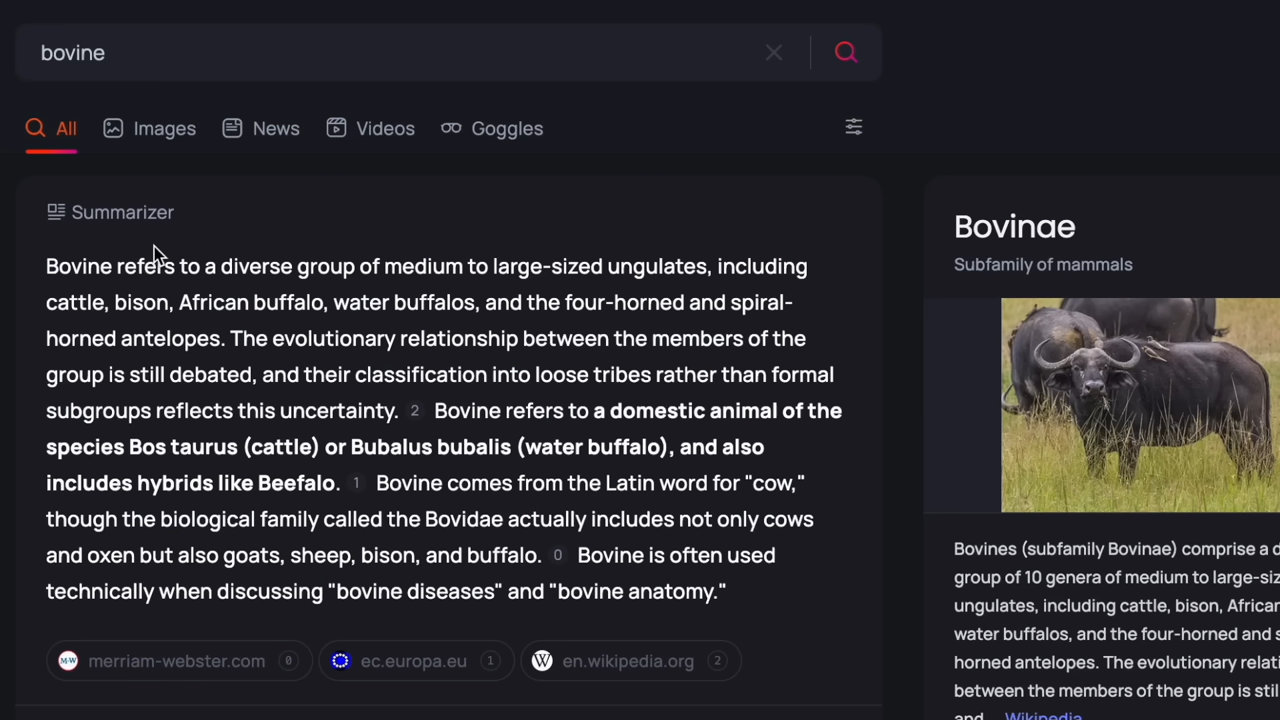 bovine
All Images News Videos Goggles
Summarizer
Bovine refers to a diverse group of medium to large-sized ungulates, including
cattle, bison, African buffalo, water buffalos, and the four-horned and spiral-
horned antelopes. The evolutionary relationship between the members of the
group is still debated, and their classification into loose tribes rather than formal
subgroups reflects this uncertainty. 2 Bovine refers to a domestic animal of the
species Bos taurus (cattle) or Bubalus bubalis (water buffalo), and also
includes hybrids like Beefalo. 1 Bovine comes from the Latin word for "cow,"
though the biological family called the Bovidae actually includes not only cows
and oxen but also goats, sheep, bison, and buffalo. 0 Bovine is often used
technically when discussing "bovine diseases" and "bovine anatomy."
M-W merriam-webster.com 0 ec.europa.eu 1 W en.wikipedia.org 2
Bovinae
Subfamily of mammals
Bovines (subfamily Bovinae) comprise a
group of 10 genera of medium to
ungulates, including cattle, bison,
water buffalos, and the four-horned and
horned antelopes. The evolutionary
between the members of the group is
and ... Wikipedia